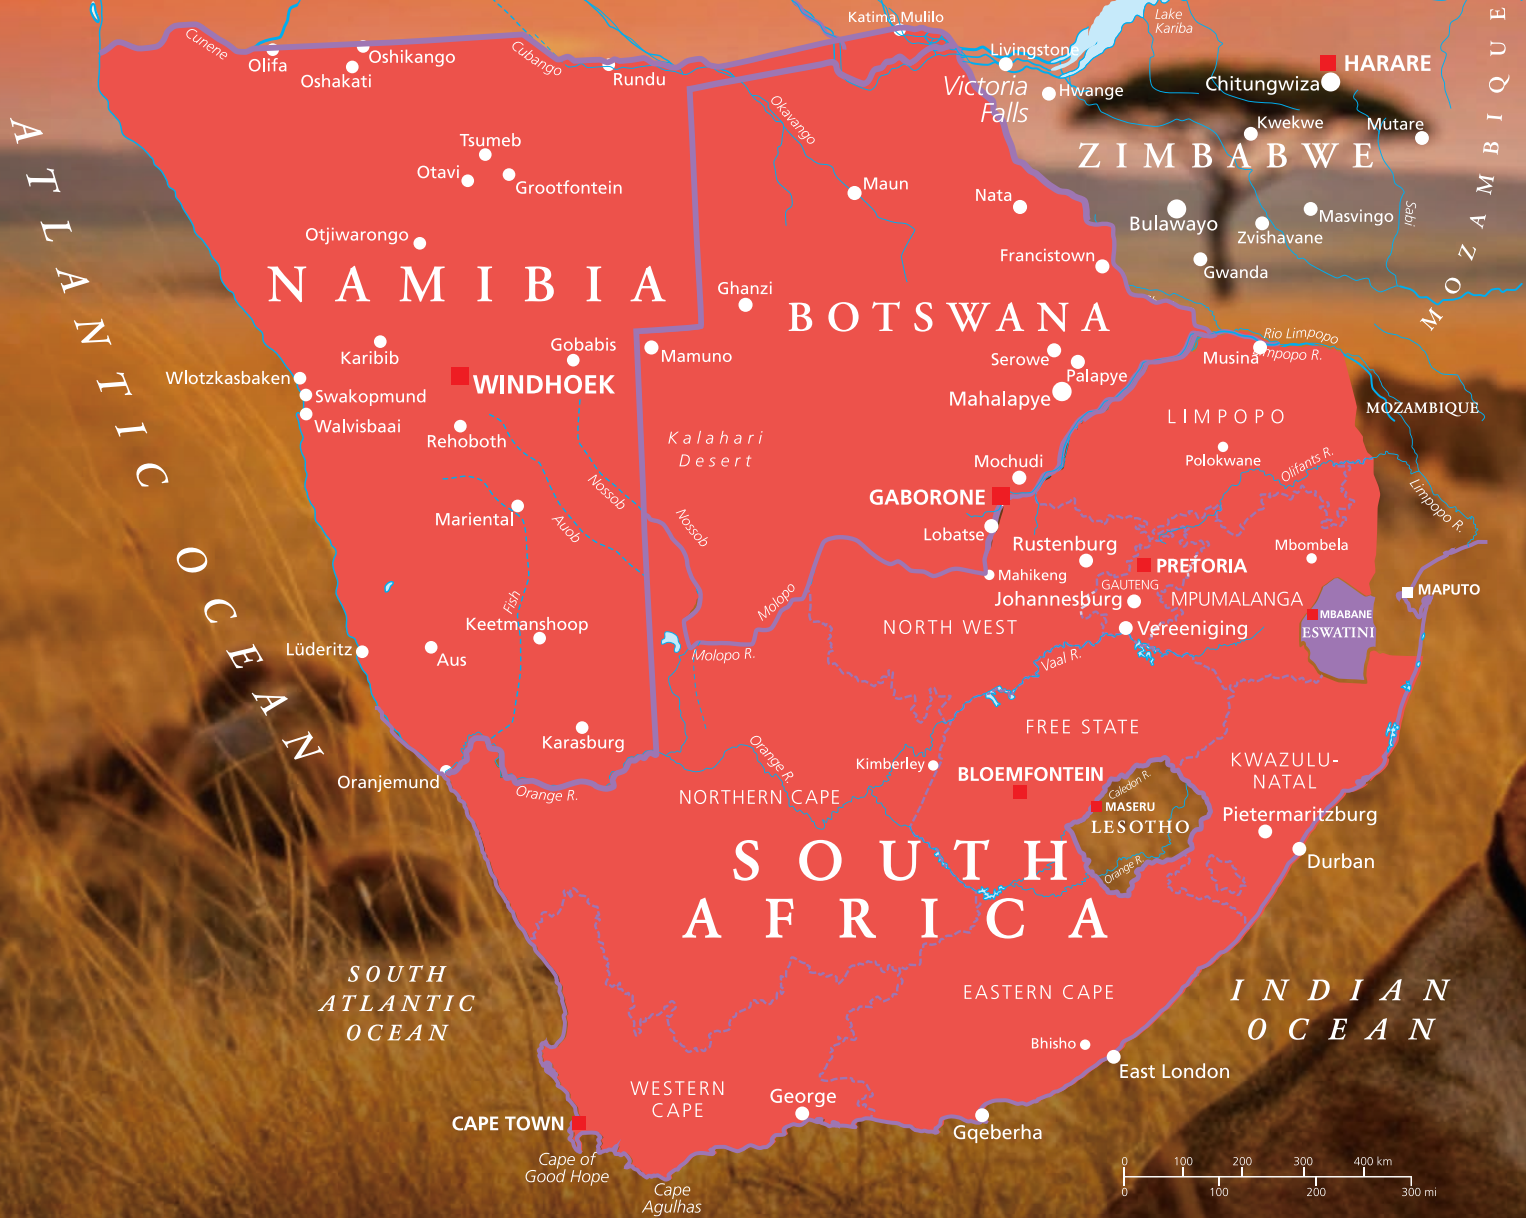 Katima Mulilo
Lake
Kariba
MOZAMBIQUE
Cunene
Olifa
Oshikango
Oshakati
Cubango
Rundu
Livingstone
Victoria
Falls
Hwange
HARARE
Chitungwiza
Kwekwe
Mutare
ZIMBABWE
Okavango
Tsumeb
Otavi
Grootfontein
Maun
Nata
Bulawayo
Masvingo
Zvishavane
Sabi
Gwanda
ATLANTIC OCEAN
Otjiwarongo
Francistown
NAMIBIA
Ghanzi
BOTSWANA
Karibib
Gobabis
Mamuno
Serowe
Palapye
Mahalapye
Rio Limpopo
Musina
mpopo R.
Wlotzkasbaken
Swakopmund
Walvisbaai
WINDHOEK
Rehoboth
Kalahari
Desert
LIMPOPO
MOZAMBIQUE
Polokwane
Olifants R.
Limpopo R.
Mochudi
GABORONE
Lobatse
Mariental
Nossob
Auob
Nossob
Rustenburg
PRETORIA
Mbombela
Mahikeng
GAUTENG
Johannesburg
MPUMALANGA
MAPUTO
MBABANE
ESWATINI
Vereeniging
Fish
Molopo
NORTH WEST
Keetmanshoop
Lüderitz
Aus
Molopo R.
Vaal R.
FREE STATE
Karasburg
Oranjemund
Orange R.
Orange R.
Kimberley
NORTHERN CAPE
BLOEMFONTEIN
KWAZULU-
NATAL
Caledon R.
MASERU
LESOTHO
Orange R.
Pietermaritzburg
Durban
SOUTH
AFRICA
SOUTH
ATLANTIC
OCEAN
EASTERN CAPE
INDIAN
OCEAN
Bhisho
East London
WESTERN
CAPE
George
CAPE TOWN
Gqeberha
Cape of
Good Hope
Cape
Agulhas
0 100 200 300 400 km
0 100 200 300 mi